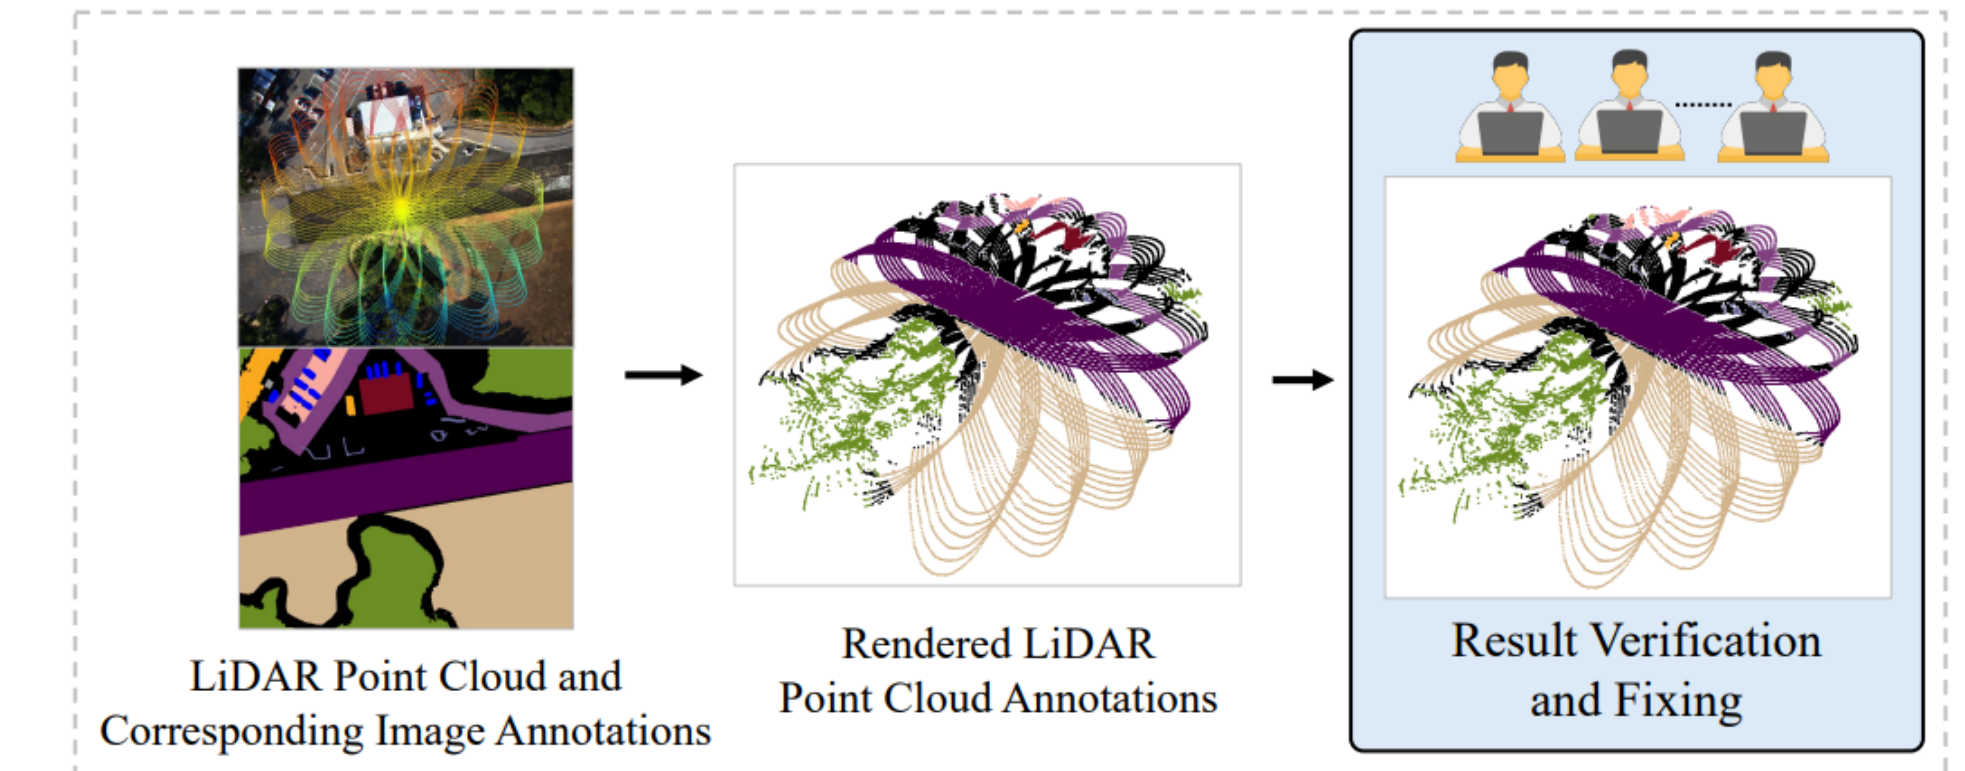 LiDAR Point Cloud and
Corresponding Image Annotations
Rendered LiDAR
Point Cloud Annotations
Result Verification
and Fixing